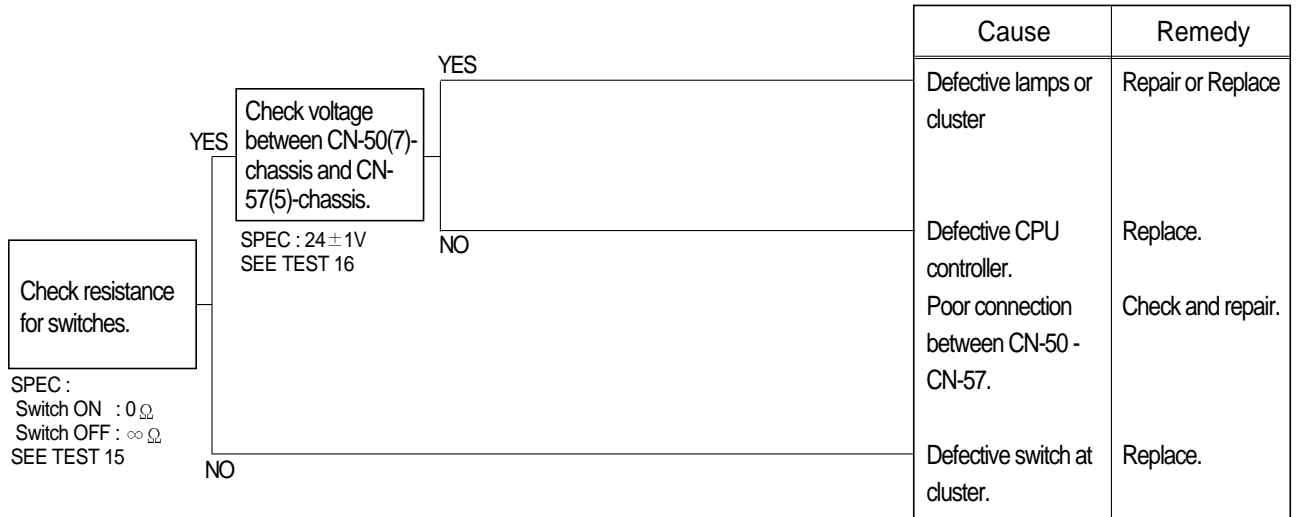 Cause
Remedy
YES
Defective lamps or
cluster
Repair or Replace
YES
Check voltage
between CN-50(7)-
chassis and CN-
57(5)-chassis.
SPEC : 24±1V
SEE TEST 16
NO
Defective CPU
controller.
Replace.
Check resistance
for switches.
Poor connection
between CN-50 -
CN-57.
Check and repair.
SPEC :
Switch ON : 0 Ω
Switch OFF : ∞ Ω
SEE TEST 15
NO
Defective switch at
cluster.
Replace.